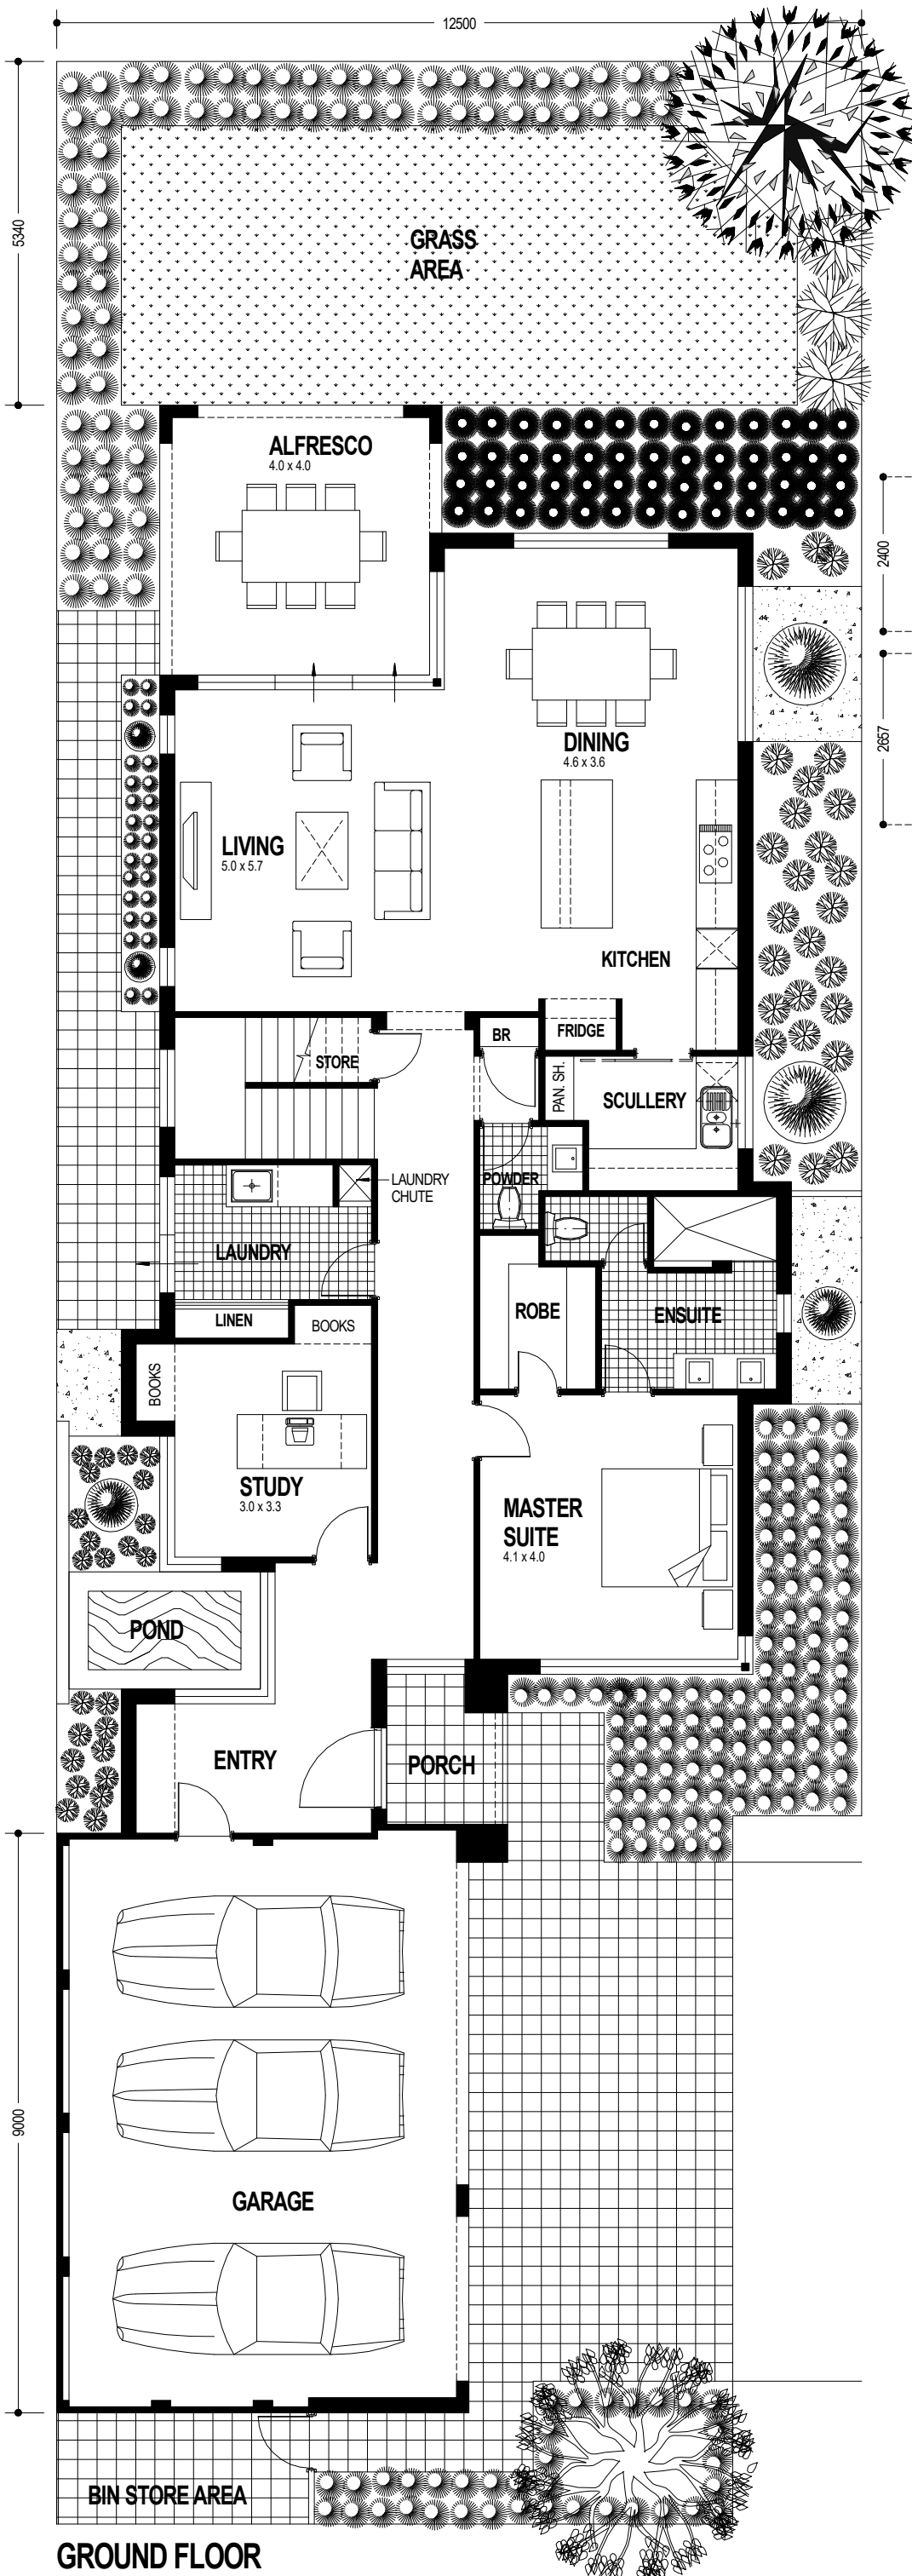 12500
5340
GRASS
AREA
ALFRESCO
4.0 x 4.0
2400
2657
DINING
4.6 x 3.6
LIVING
5.0 x 5.7
KITCHEN
FRIDGE
BR
STORE
PAN. SH.
SCULLERY
LAUNDRY
CHUTE
POWDER
LAUNDRY
LINEN
BOOKS
ROBE
ENSUITE
BOOKS
STUDY
3.0 x 3.3
MASTER
SUITE
4.1 x 4.0
POND
ENTRY
PORCH
9000
GARAGE
BIN STORE AREA
GROUND FLOOR